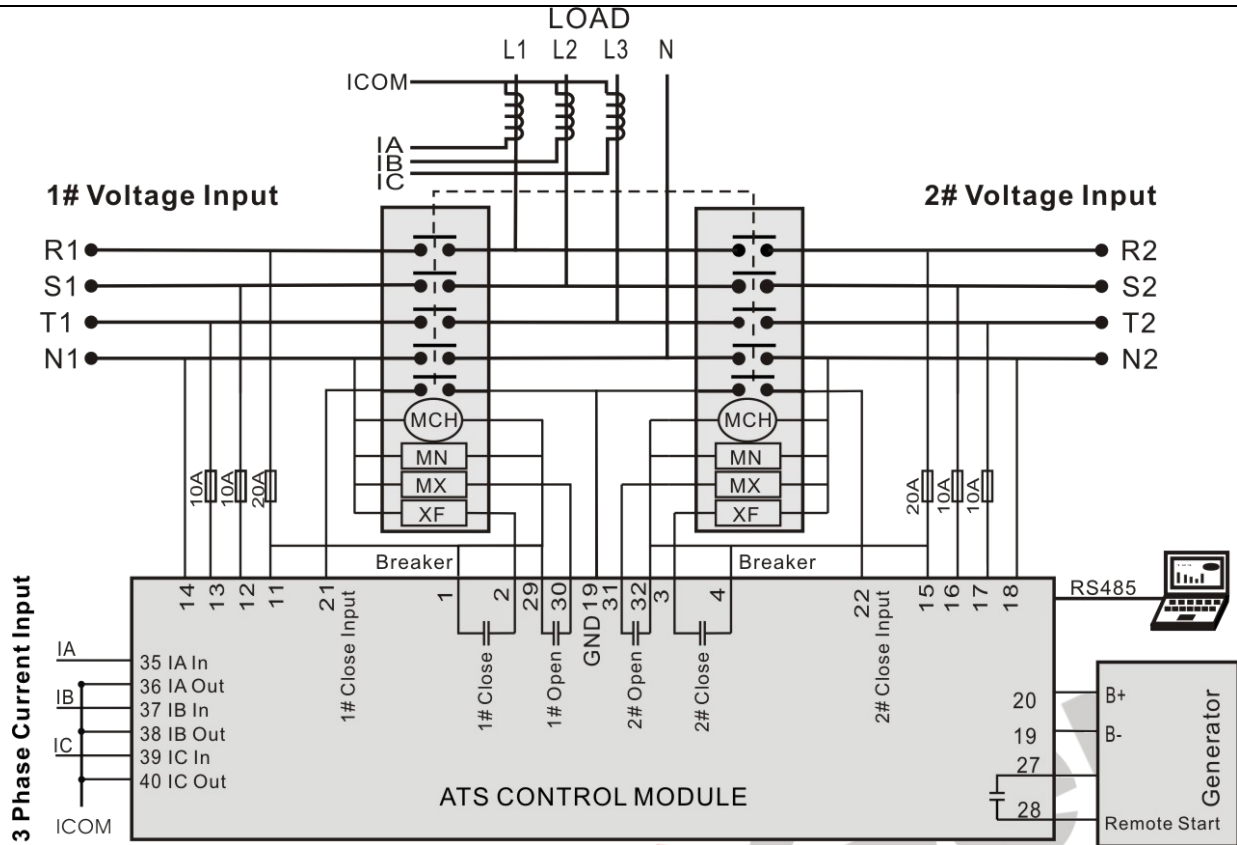 LOAD
L1 L2 L3 N
ICOM
IA
IB
IC
1# Voltage Input
2# Voltage Input
R1
S1
T1
N1
R2
S2
T2
N2
MCH
MN
MX
XF
MCH
MN
MX
XF
10A
10A
20A
20A
10A
10A
Breaker
Breaker
14 13 12 11 21 1 2 29 30 GND19 31 32 3 4 22 15 16 17 18
1# Close Input
1# Close
1# Open
2# Open
2# Close
2# Close Input
RS485
3 Phase Current Input
IA
IB
IC
ICOM
35 IA In
36 IA Out
37 IB In
38 IB Out
39 IC In
40 IC Out
ATS CONTROL MODULE
20
19
27
28
B+
B-
Remote Start
Generator